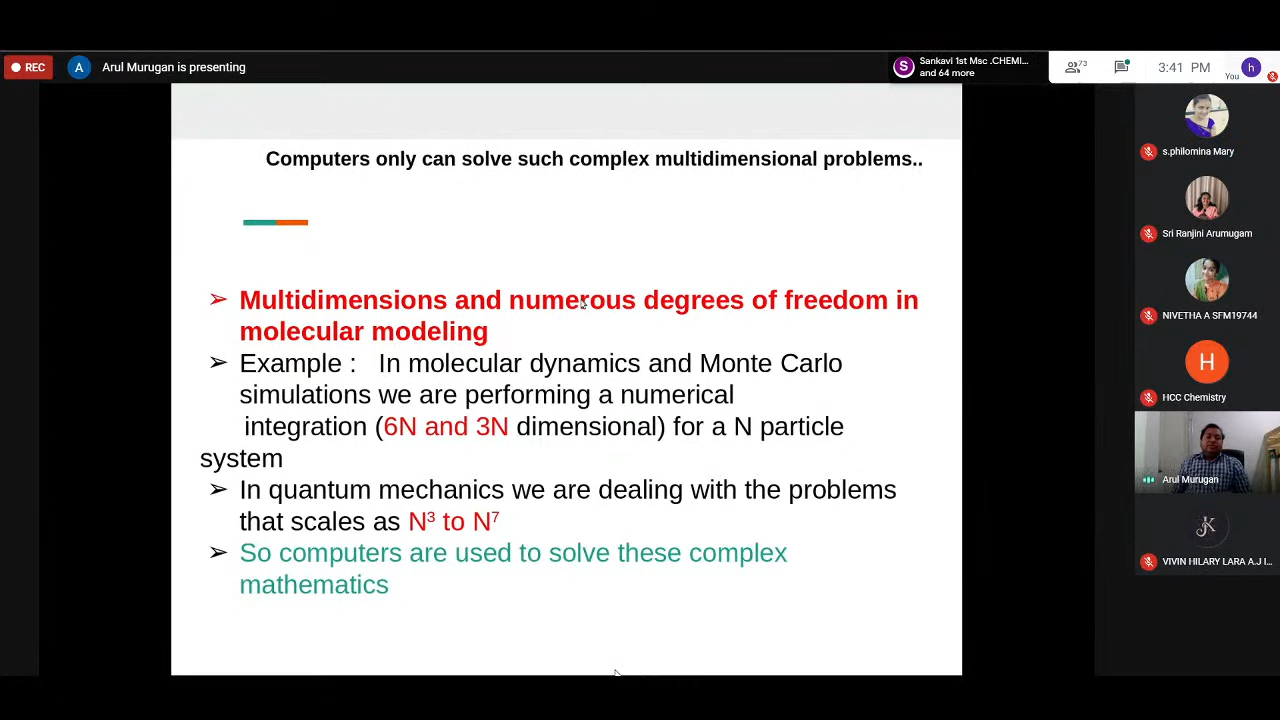 REC
A
Arul Murugan is presenting
S
Sankavi 1st Msc .CHEMI...
and 64 more
73
3:41 PM
You
h
Computers only can solve such complex multidimensional problems..
➢ Multidimensions and numerous degrees of freedom in
molecular modeling
➢ Example : In molecular dynamics and Monte Carlo
simulations we are performing a numerical
integration (6N and 3N dimensional) for a N particle
system
➢ In quantum mechanics we are dealing with the problems
that scales as N³ to N⁷
➢ So computers are used to solve these complex
mathematics
s.philomina Mary
Sri Ranjini Arumugam
NIVETHA A SFM19744
H
HCC Chemistry
Arul Murugan
JK
VIVIN HILARY LARA A.J I...